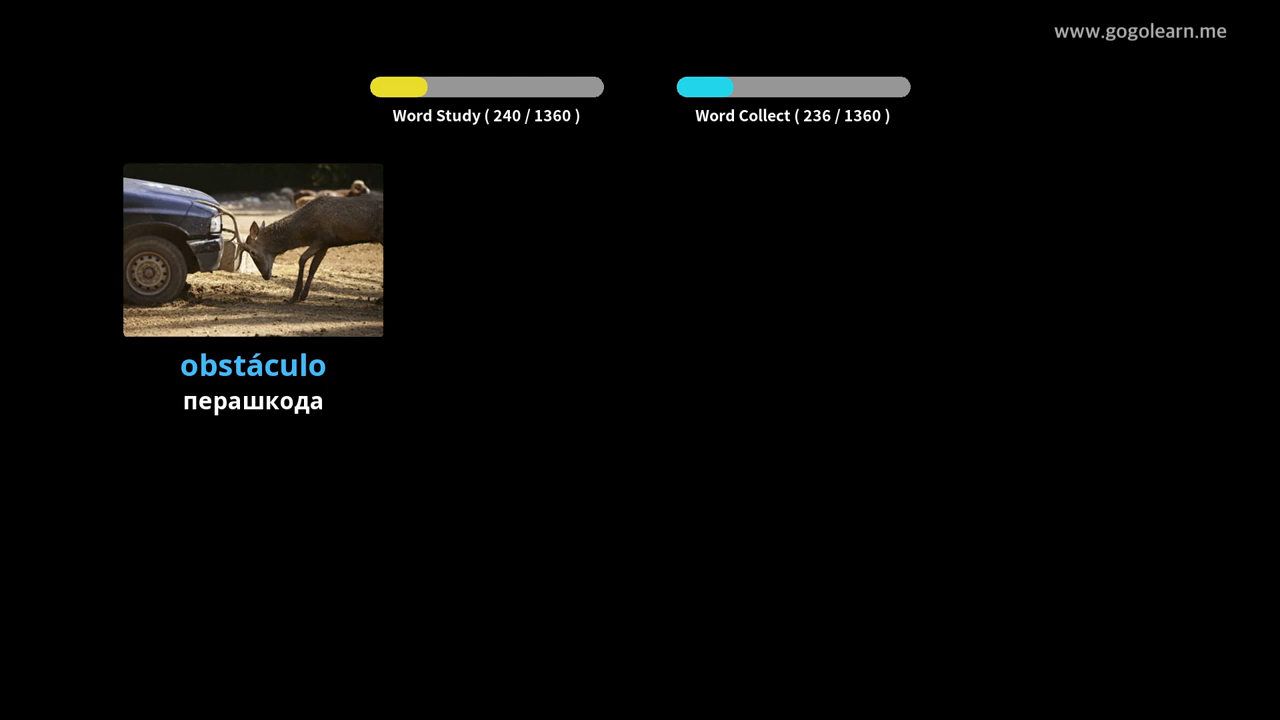 www.gogolearn.me
Word Study ( 240 / 1360 )
Word Collect ( 236 / 1360 )
obstáculo
перашкода